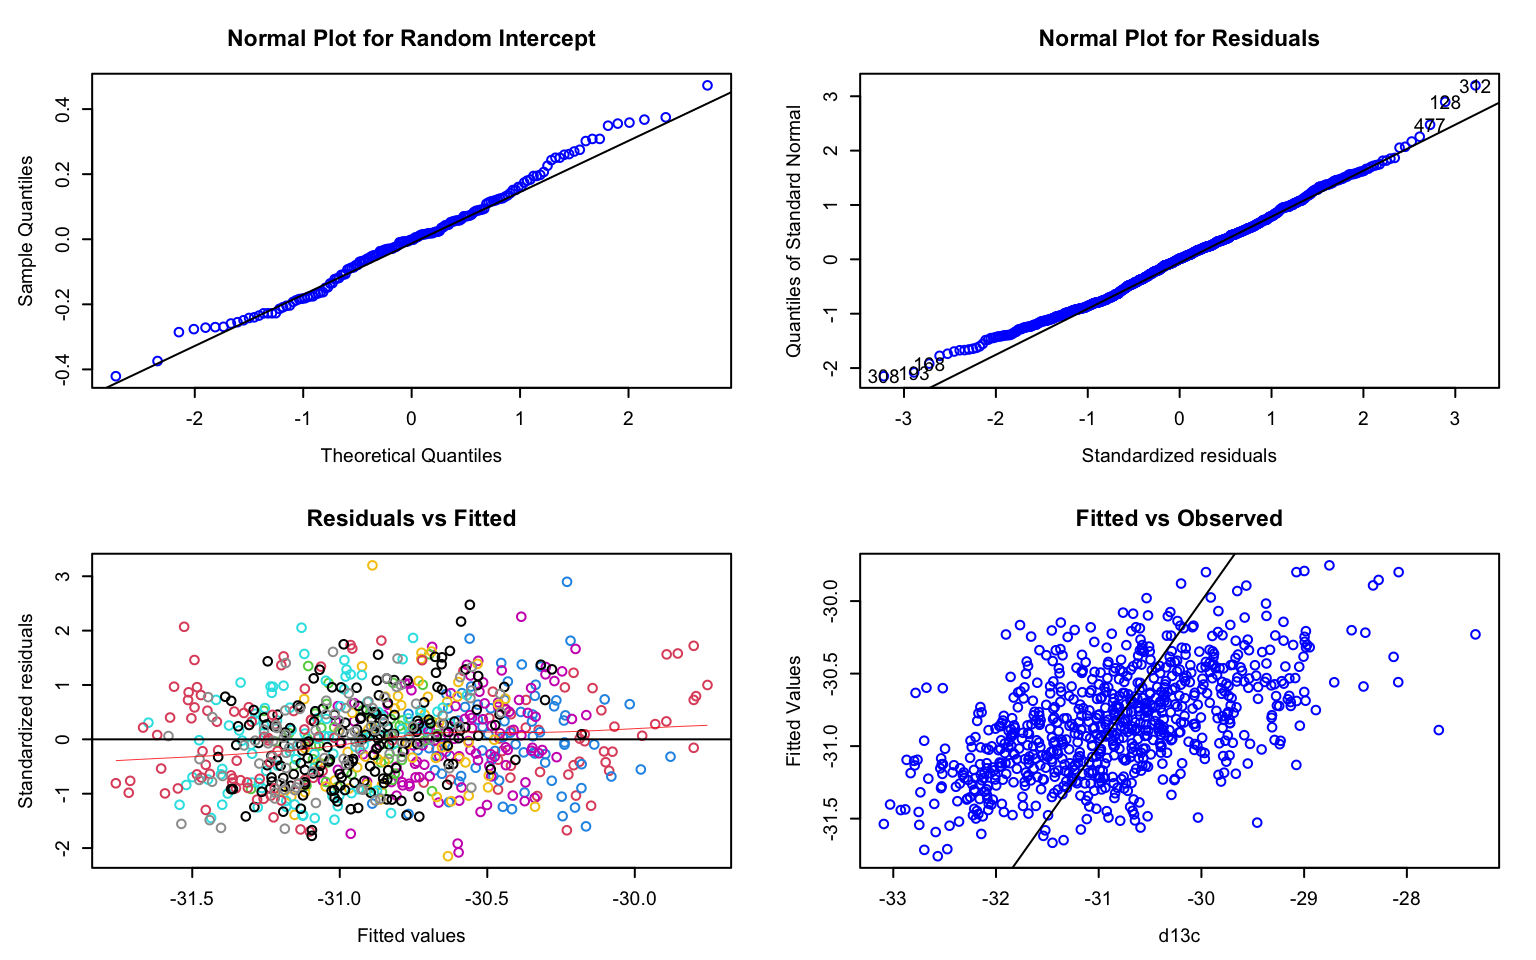 Normal Plot for Random Intercept
Sample Quantiles
0.4
0.2
0.0
-0.2
-0.4
-2 -1 0 1 2
Theoretical Quantiles
Normal Plot for Residuals
Quantiles of Standard Normal
3
2
1
0
-1
-2
312
128
477
168
193
308
-3 -2 -1 0 1 2 3
Standardized residuals
Residuals vs Fitted
Standardized residuals
3
2
1
0
-1
-2
-31.5 -31.0 -30.5 -30.0
Fitted values
Fitted vs Observed
Fitted Values
-30.0
-30.5
-31.0
-31.5
-33 -32 -31 -30 -29 -28
d13c